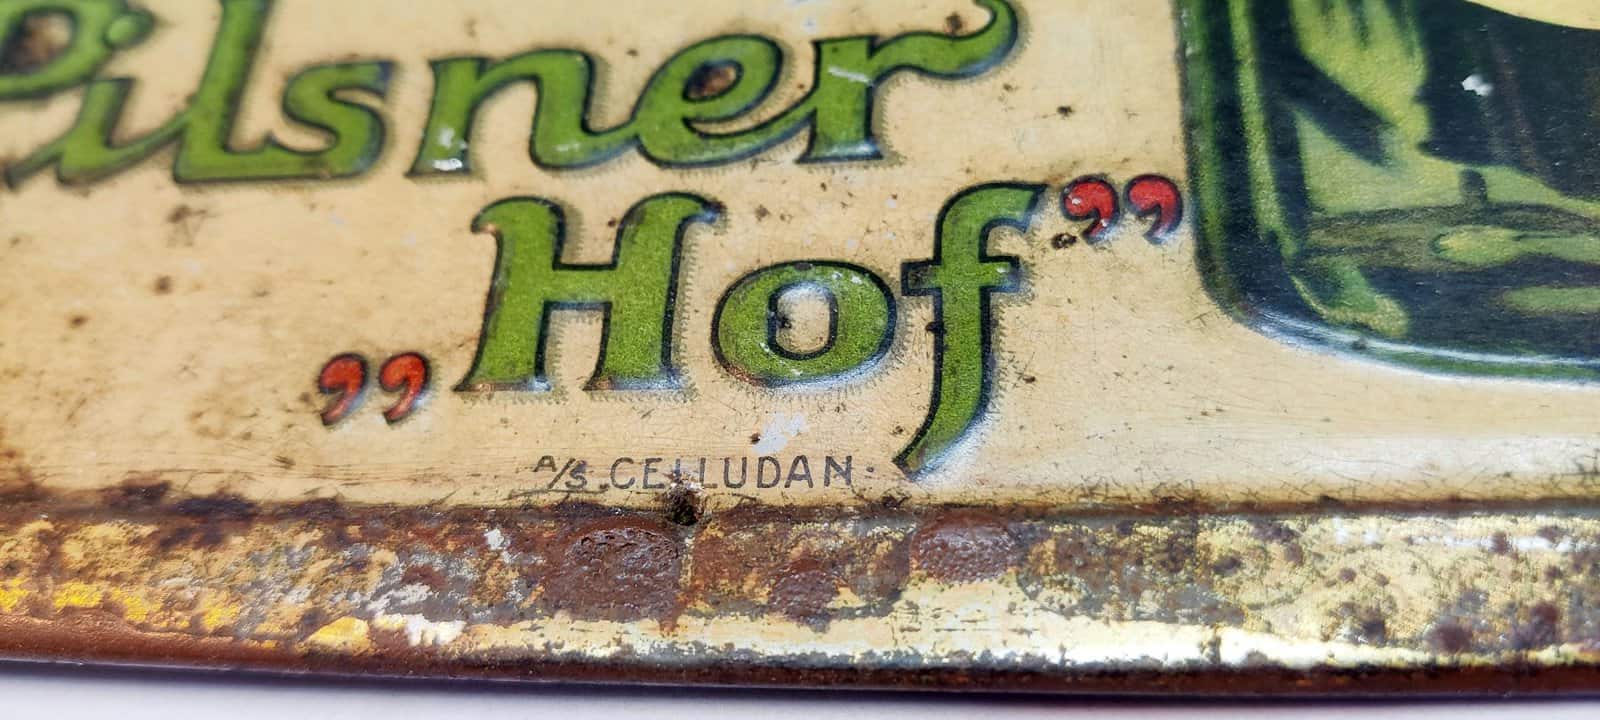 Pilsner
„Hof”
A/S CELLUDAN.